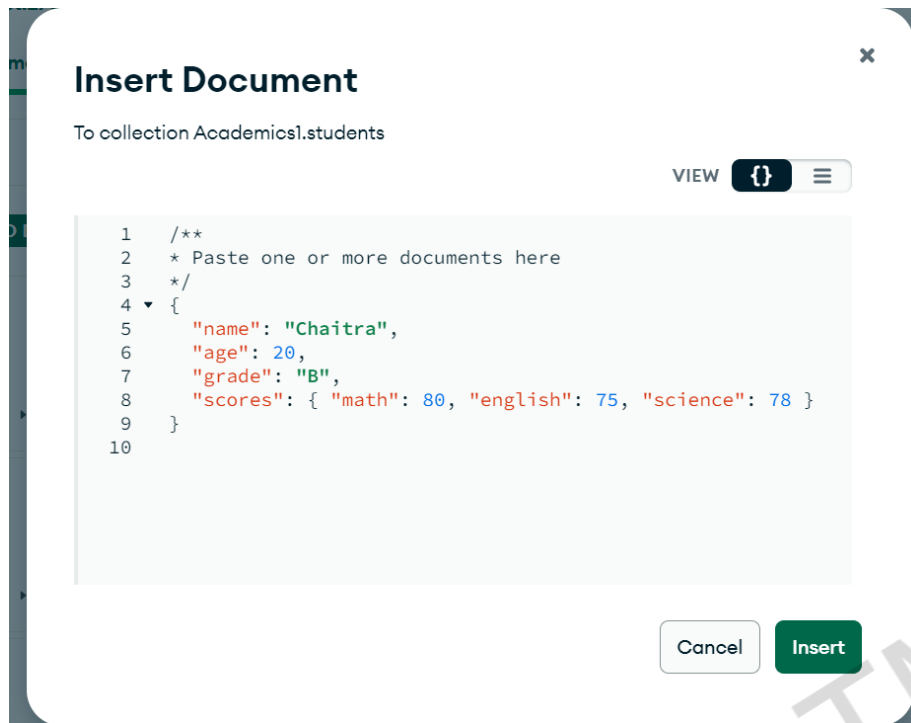 Insert Document
To collection Academics1.students
VIEW {}
1 /**
2 * Paste one or more documents here
3 */
4 {
5 "name": "Chaitra",
6 "age": 20,
7 "grade": "B",
8 "scores": { "math": 80, "english": 75, "science": 78 }
9 }
10
Cancel Insert